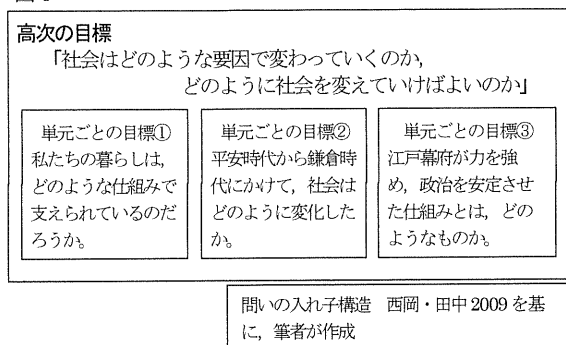 高次の目標
「社会はどのような要因で変わっていくのか,
どのように社会を変えていけばよいのか」
単元ごとの目標①
私たちの暮らしは,
どのような仕組みで
支えられているのだ
ろうか。
単元ごとの目標②
平安時代から鎌倉時
代にかけて, 社会は
どのように変化した
か。
単元ごとの目標③
江戸幕府が力を強
め, 政治を安定させ
た仕組みとは, どの
ようなものか。
問いの入れ子構造 西岡・田中 2009 を基
に, 筆者が作成